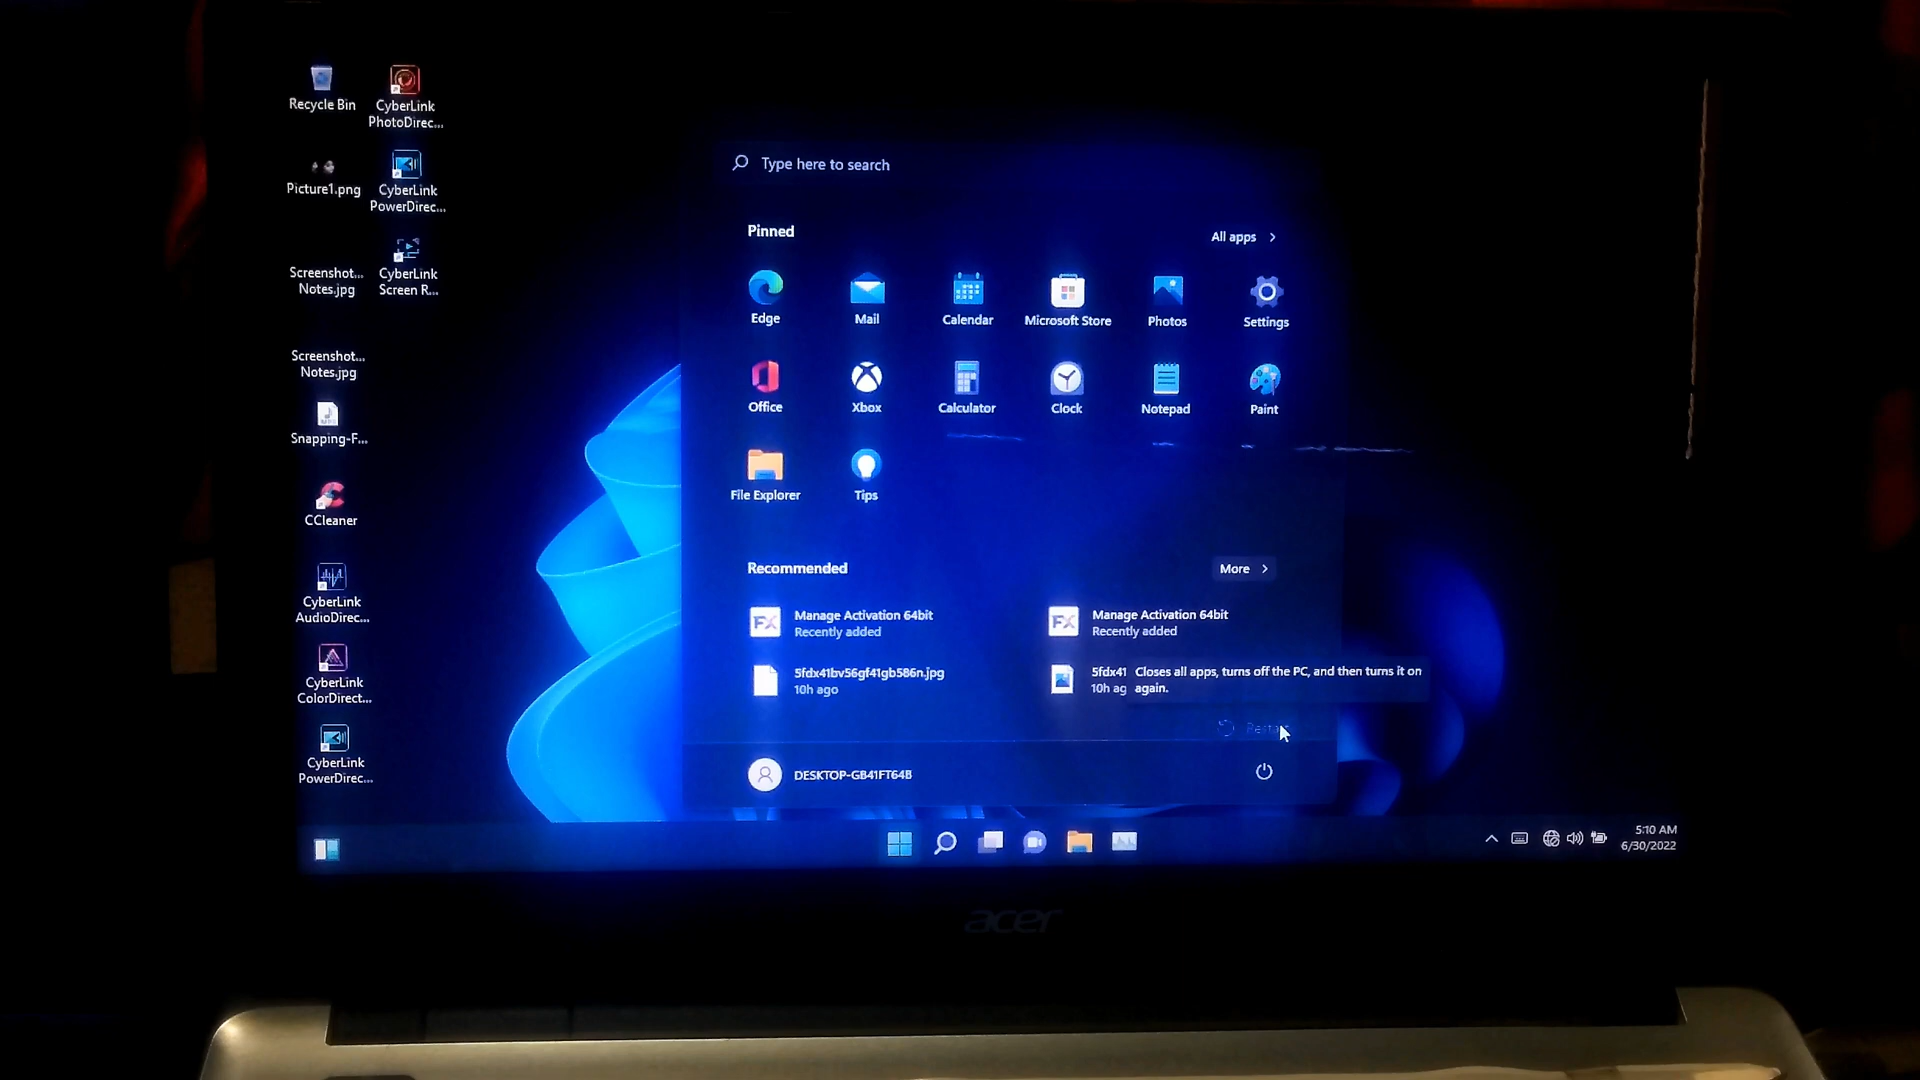 Recycle Bin
CyberLink
PhotoDirec...
Picture1.png
CyberLink
PowerDirec...
Screenshot...
Notes.jpg
CyberLink
Screen R...
Screenshot...
Notes.jpg
Snapping-F...
CCleaner
CyberLink
AudioDirec...
CyberLink
ColorDirect...
CyberLink
PowerDirec...
Type here to search
Pinned
All apps
Edge
Mail
Calendar
Microsoft Store
Photos
Settings
Office
Xbox
Calculator
Clock
Notepad
Paint
File Explorer
Tips
Recommended
More
FX
Manage Activation 64bit
Recently added
FX
Manage Activation 64bit
Recently added
5fdx41bv56gf41gb586n.jpg
10h ago
5fdx41
10h ag
Closes all apps, turns off the PC, and then turns it on
again.
Restart
DESKTOP-GB41FT64B
5:10 AM
6/30/2022
acer